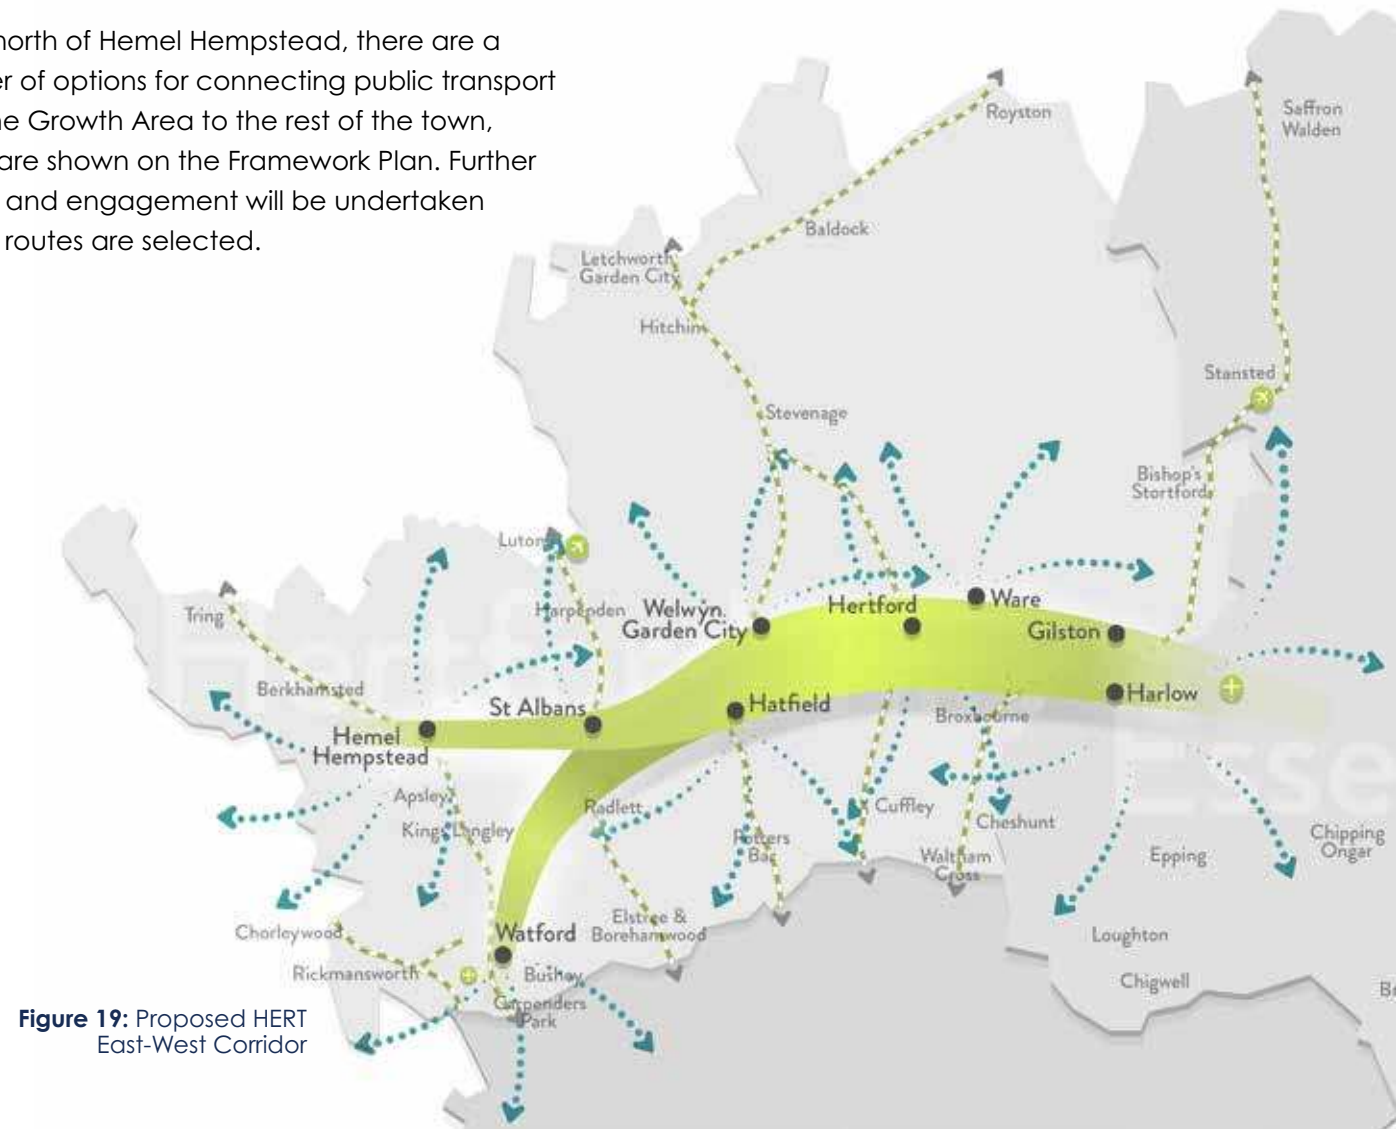 north of Hemel Hempstead, there are a
er of options for connecting public transport
ne Growth Area to the rest of the town,
are shown on the Framework Plan. Further
and engagement will be undertaken
routes are selected.
Royston
Saffron
Walden
Baldock
Letchworth
Garden City
Hitchin
Stansted
Stevenage
Bishop's
Stortford
Luton
Harpenden
Welwyn
Garden City
Hertford
Ware
Gilston
Tring
Berkhamsted
St Albans
Hatfield
Harlow
Hemel
Hempstead
Broxbourne
Apsley
Kings Langley
Radlett
Potters
Bar
Cuffley
Cheshunt
Waltham
Cross
Epping
Chipping
Ongar
Chorleywood
Watford
Elstree &
Borehamwood
Loughton
Rickmansworth
Bushey
Chigwell
Carpenders
Park
Figure 19: Proposed HERT
East-West Corridor